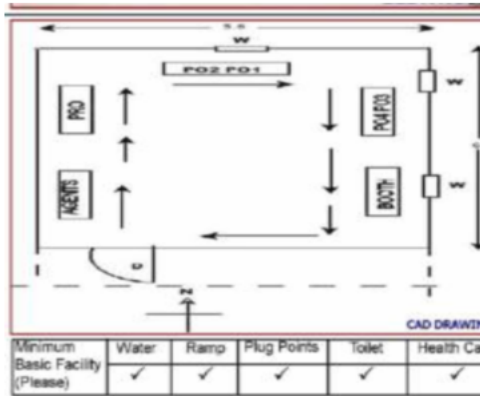 W
PO2 PO1
PRO
PO4 PO3
W
AGENTS
BOOTH
W
D
N
CAD DRAWIN
Minimum Basic Facility (Please)
Water
Ramp
Plug Points
Toilet
Health Ca
✓ ✓ ✓ ✓ ✓